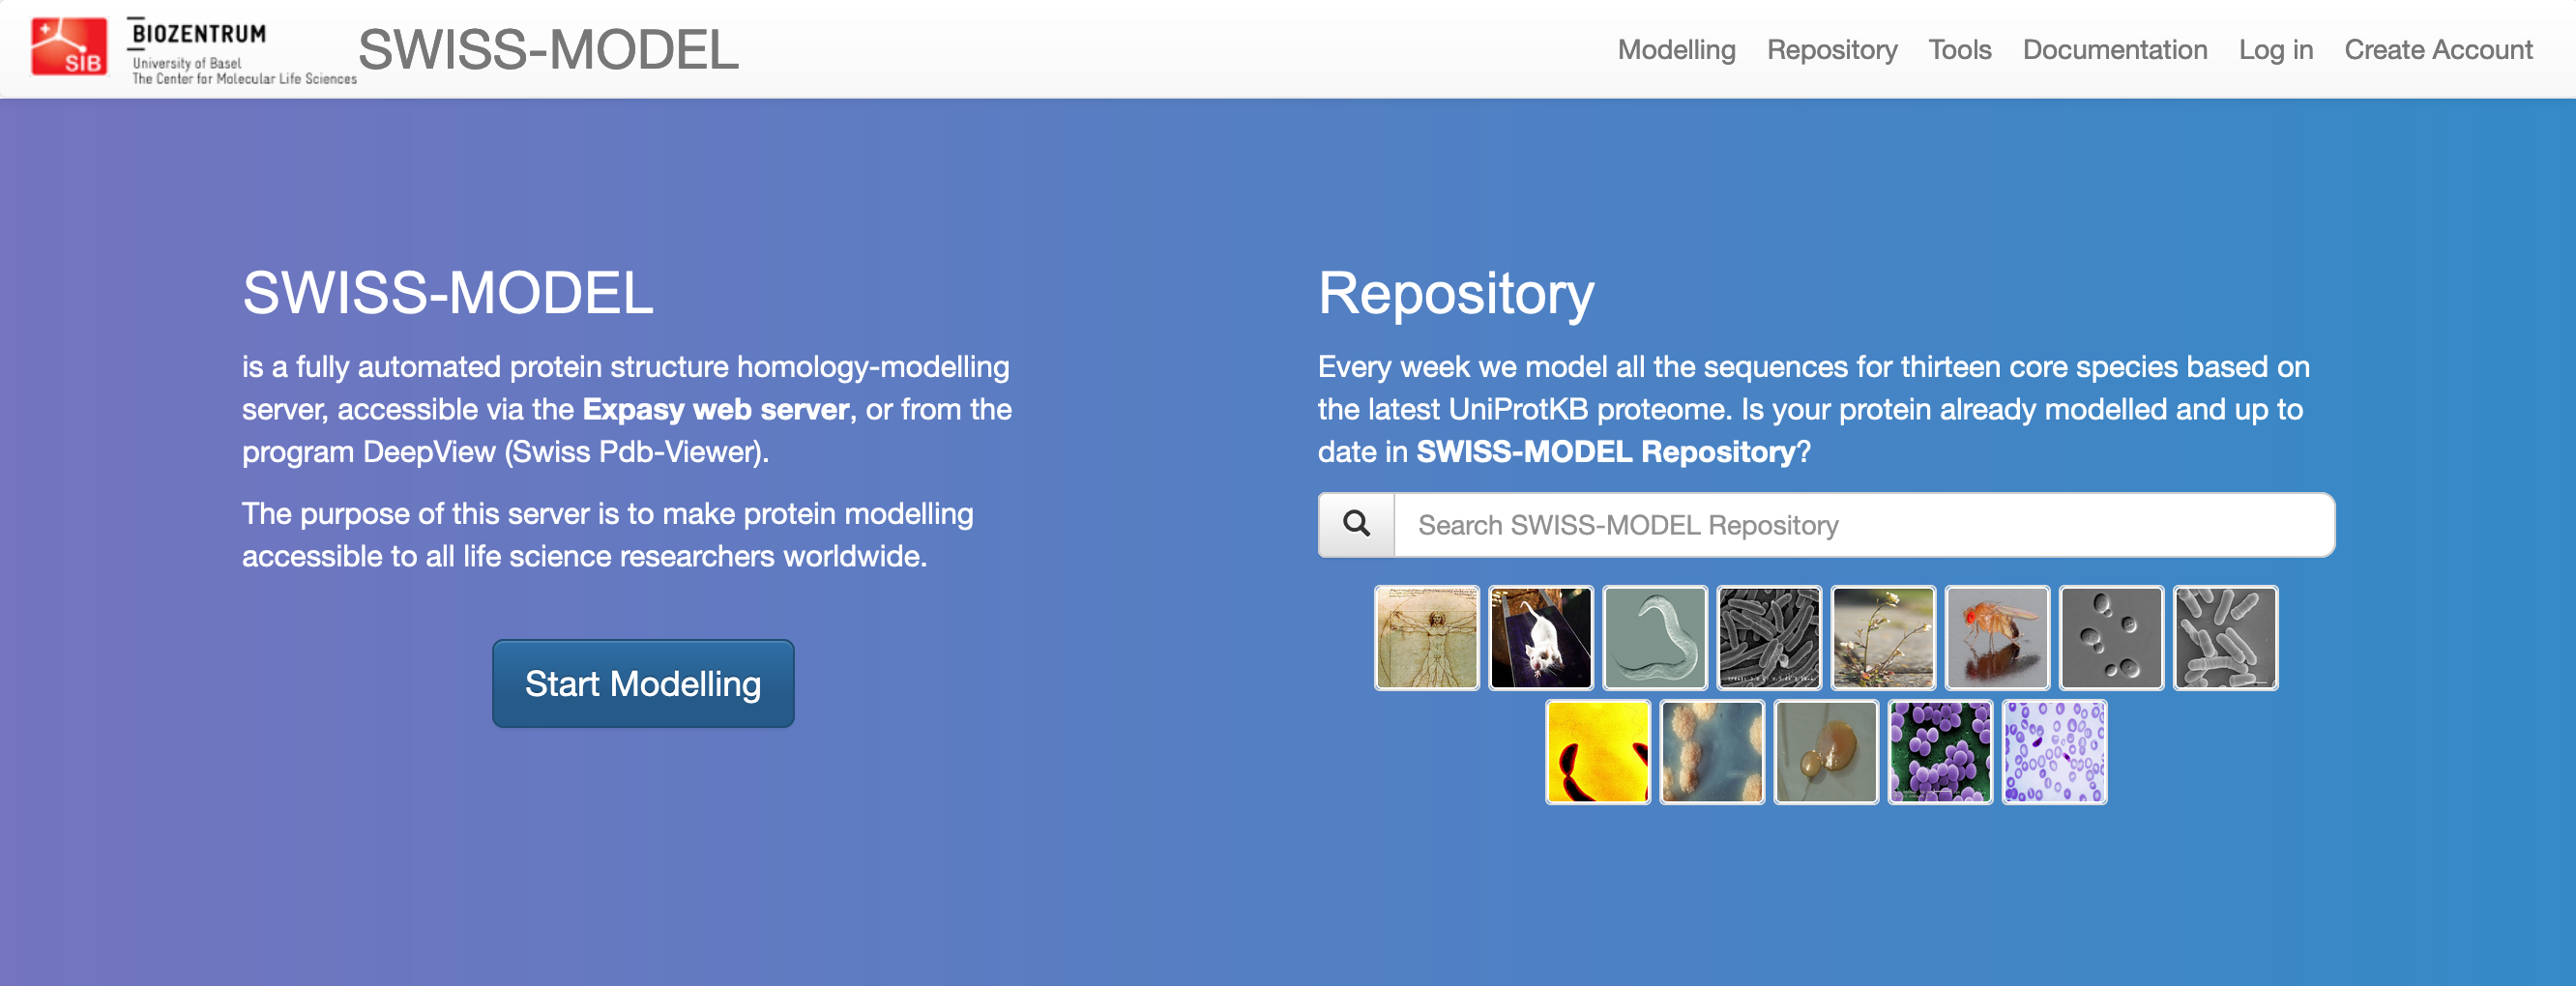 SIB
BIOZENTRUM
University of Basel
The Center for Molecular Life Sciences
SWISS-MODEL
Modelling Repository Tools Documentation Log in Create Account
SWISS-MODEL
is a fully automated protein structure homology-modelling
server, accessible via the Expasy web server, or from the
program DeepView (Swiss Pdb-Viewer).
The purpose of this server is to make protein modelling
accessible to all life science researchers worldwide.
Start Modelling
Repository
Every week we model all the sequences for thirteen core species based on
the latest UniProtKB proteome. Is your protein already modelled and up to
date in SWISS-MODEL Repository?
Search SWISS-MODEL Repository